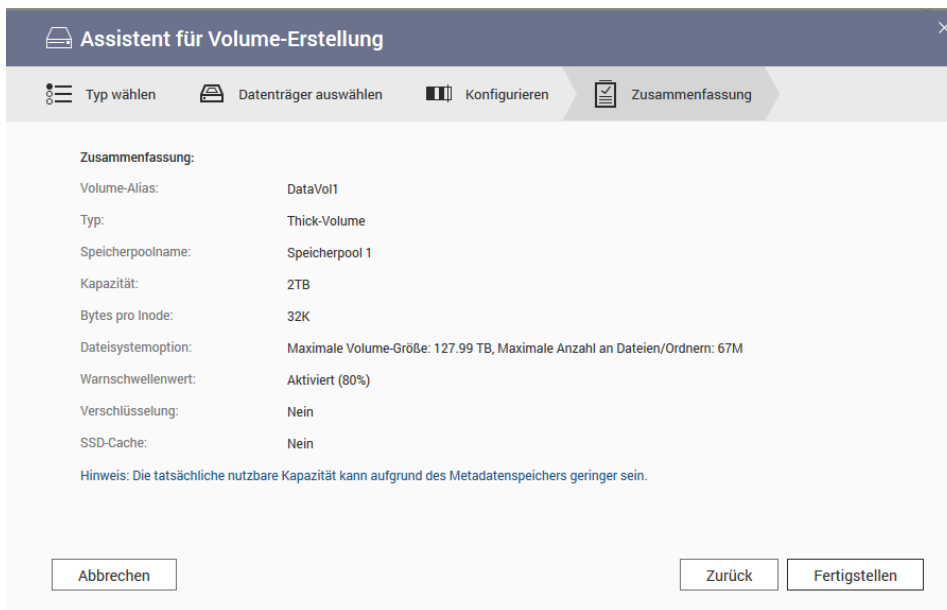 Assistent für Volume-Erstellung
Typ wählen Datenträger auswählen Konfigurieren Zusammenfassung
Zusammenfassung:
Volume-Alias: DataVol1
Typ: Thick-Volume
Speicherpoolname: Speicherpool 1
Kapazität: 2TB
Bytes pro Inode: 32K
Dateisystemoption: Maximale Volume-Größe: 127.99 TB, Maximale Anzahl an Dateien/Ordnern: 67M
Warnschwellenwert: Aktiviert (80%)
Verschlüsselung: Nein
SSD-Cache: Nein
Hinweis: Die tatsächliche nutzbare Kapazität kann aufgrund des Metadatenspeichers geringer sein.
Abbrechen Zurück Fertigstellen